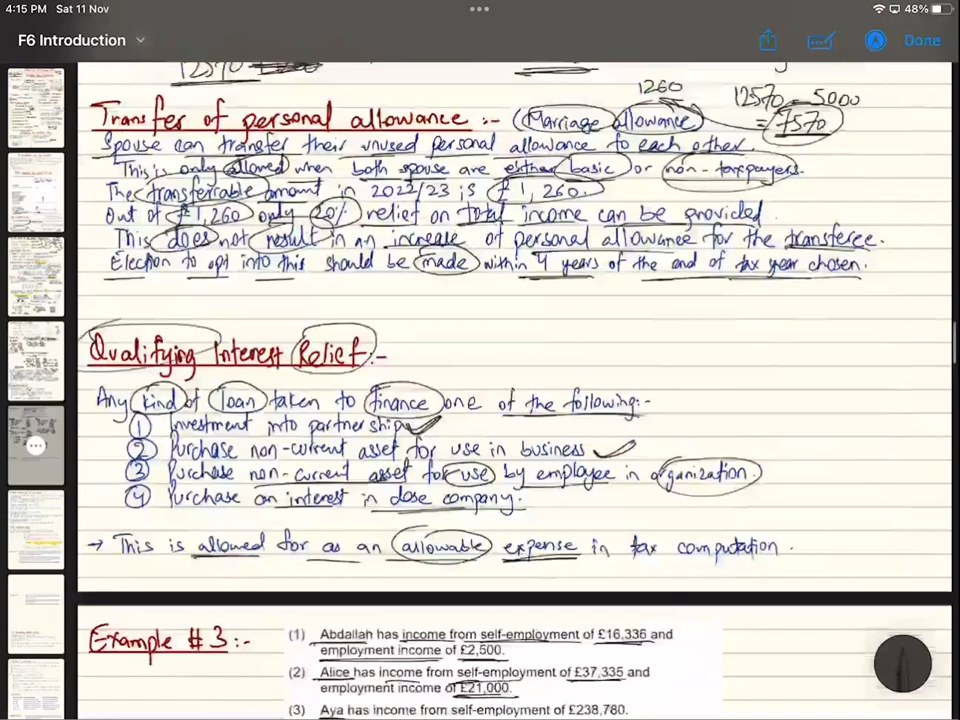 4:15 PM Sat 11 Nov
48%
F6 Introduction
Done
12570
1260
12570 - 5000
= 7570
Transfer of personal allowance :- (Marriage allowance)
Spouse can transfer their unused personal allowance to each other.
This is only allowed when both spouse are either basic or non-taxpayers.
The transferrable amount in 2022/23 is £1,260.
Out of £1,260 only 20% relief on total income can be provided.
This does not result in an increase of personal allowance for the transferee.
Election to opt into this should be made within 4 years of the end of tax year chosen.
Qualifying Interest Relief :-
Any kind of loan taken to finance one of the following:-
① Investment into partnership
② Purchase non-current asset for use in business
③ Purchase non-current asset for use by employee in organization.
④ Purchase an interest in close company.
→ This is allowed for as an allowable expense in tax computation.
Example #3:-
(1) Abdallah has income from self-employment of £16,336 and
employment income of £2,500.
(2) Alice has income from self-employment of £37,335 and
employment income of £21,000.
(3) Aya has income from self-employment of £238,780.